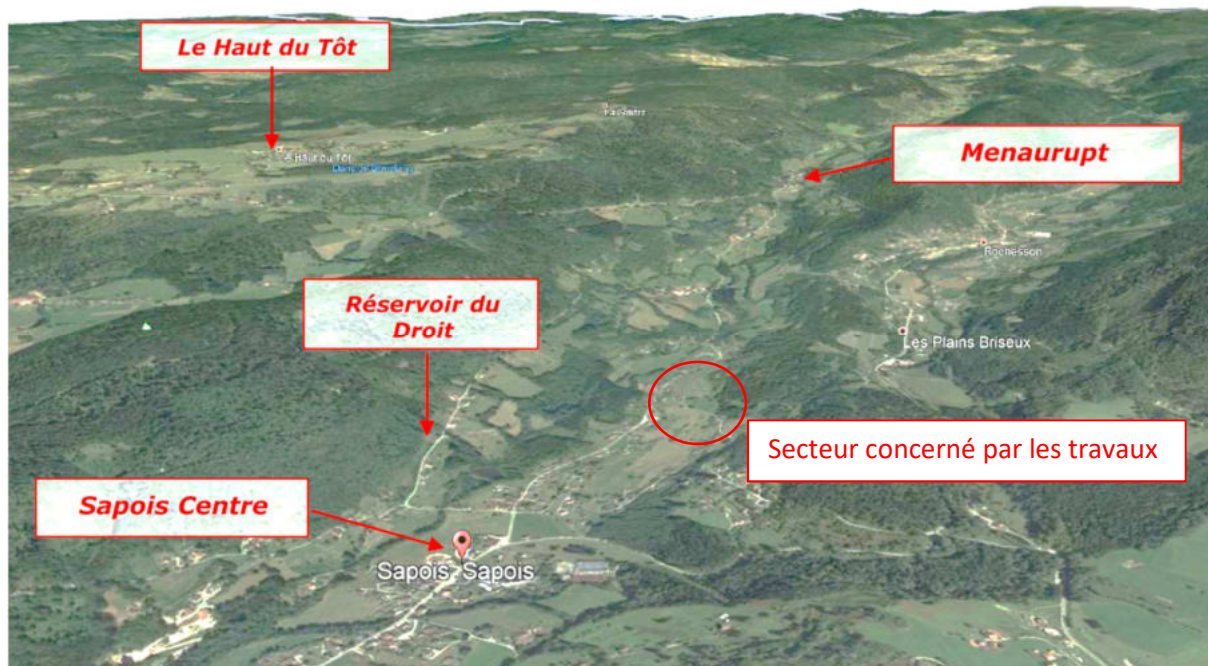 Le Haut du Tôt
Menaurupt
Rochesson
Réservoir du
Droit
Les Plains Briseux
Secteur concerné par les travaux
Sapois Centre
Sapois Sapois